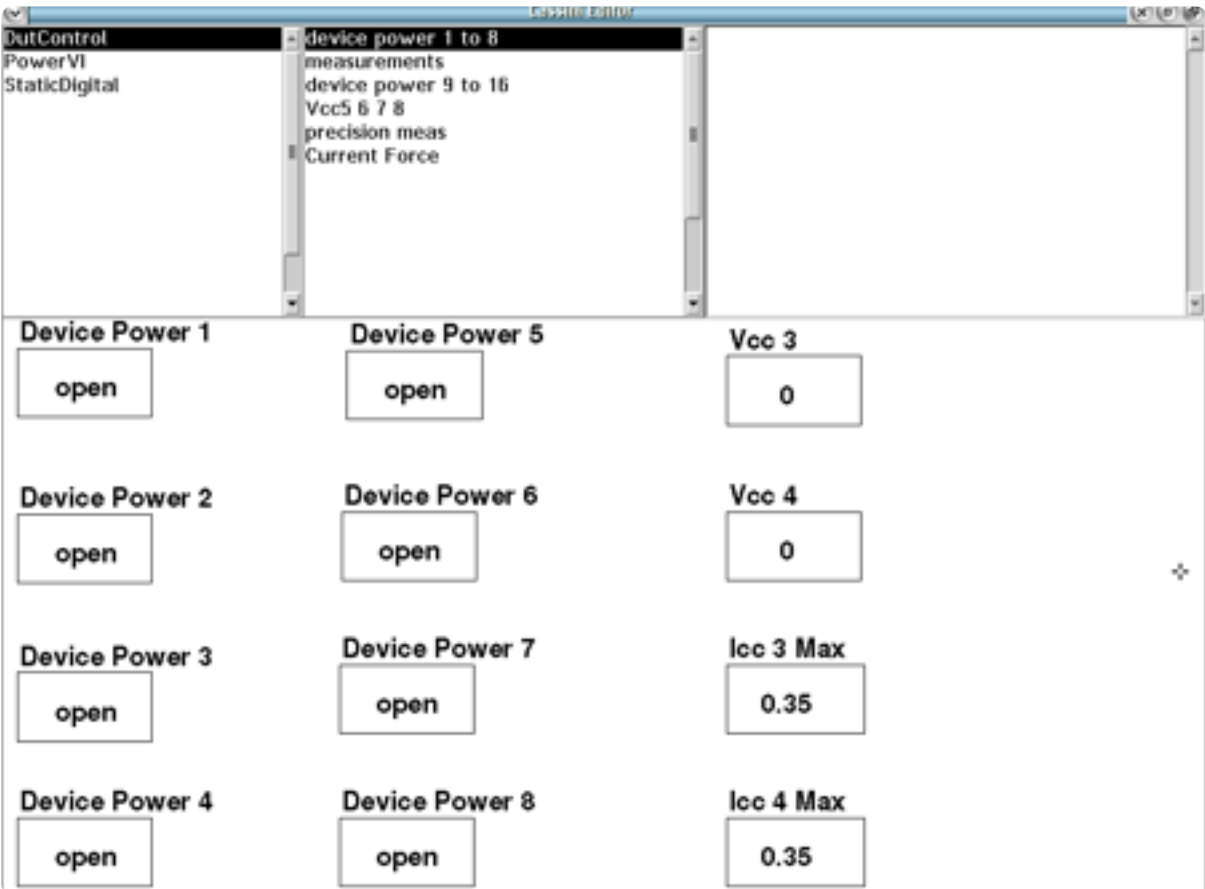 Cassini Editor
DutControl
PowerVI
StaticDigital
device power 1 to 8
measurements
device power 9 to 16
Vcc5 6 7 8
precision meas
Current Force
Device Power 1
open
Device Power 5
open
Vcc 3
0
Device Power 2
open
Device Power 6
open
Vcc 4
0
Device Power 3
open
Device Power 7
open
Icc 3 Max
0.35
Device Power 4
open
Device Power 8
open
Icc 4 Max
0.35